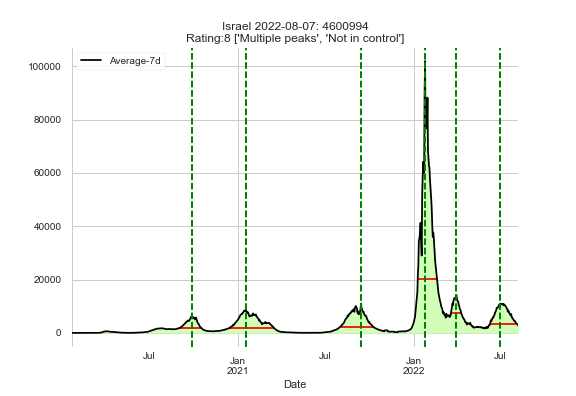 Israel 2022-08-07: 4600994
Rating:8 ['Multiple peaks', 'Not in control']
Average-7d
100000
80000
60000
40000
20000
0
Jul
Jan
2021
Jul
Jan
2022
Jul
Date